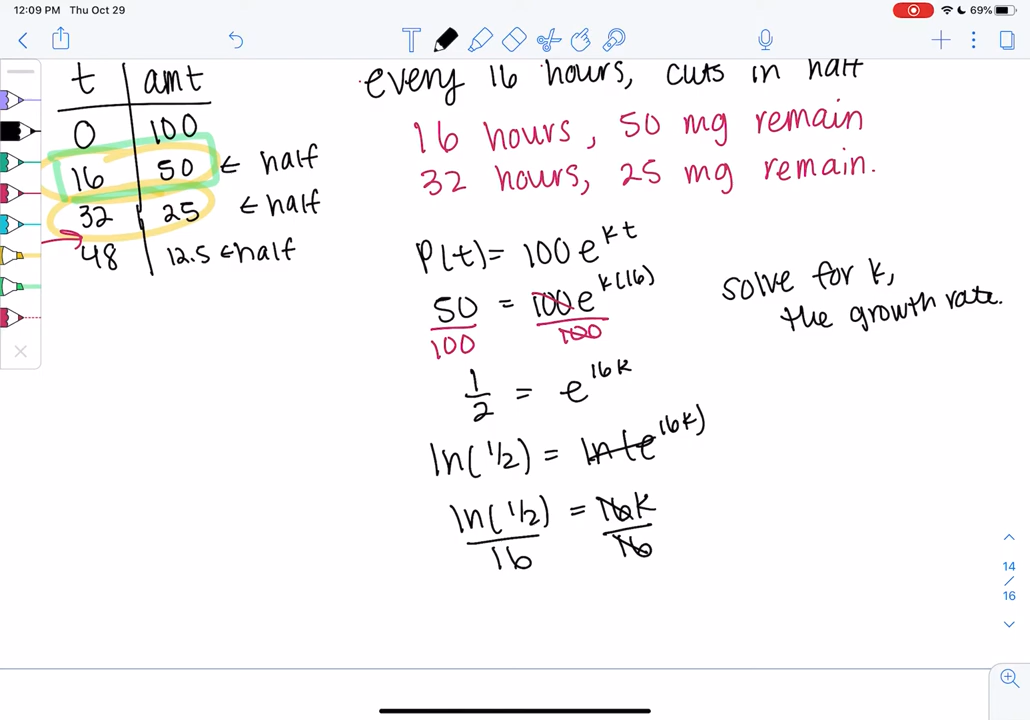 12:09 PM Thu Oct 29
69%
T
t amt
0 100
16 50 ← half
32 25 ← half
48 12.5 ← half
every 16 hours, cuts in half
16 hours, 50 mg remain
32 hours, 25 mg remain.
P(t) = 100e^kt
50 = 100e^k(16)
100 100
1/2 = e^16k
ln(1/2) = ln(e^16k)
ln(1/2) = 16k
16 16
solve for k,
the growth rate.
14
/
16